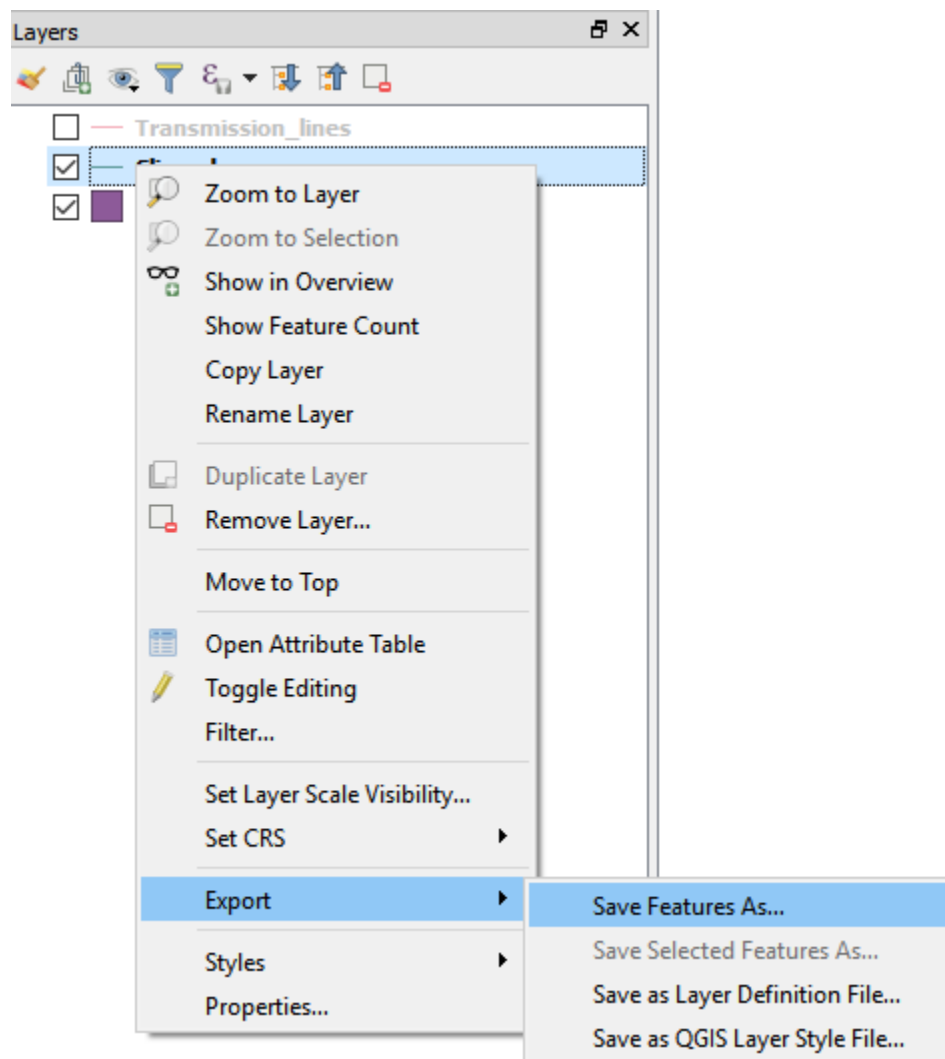 Layers
Transmission_lines
Zoom to Layer
Zoom to Selection
Show in Overview
Show Feature Count
Copy Layer
Rename Layer
Duplicate Layer
Remove Layer...
Move to Top
Open Attribute Table
Toggle Editing
Filter...
Set Layer Scale Visibility...
Set CRS
Export
Save Features As...
Save Selected Features As...
Styles
Save as Layer Definition File...
Properties...
Save as QGIS Layer Style File...